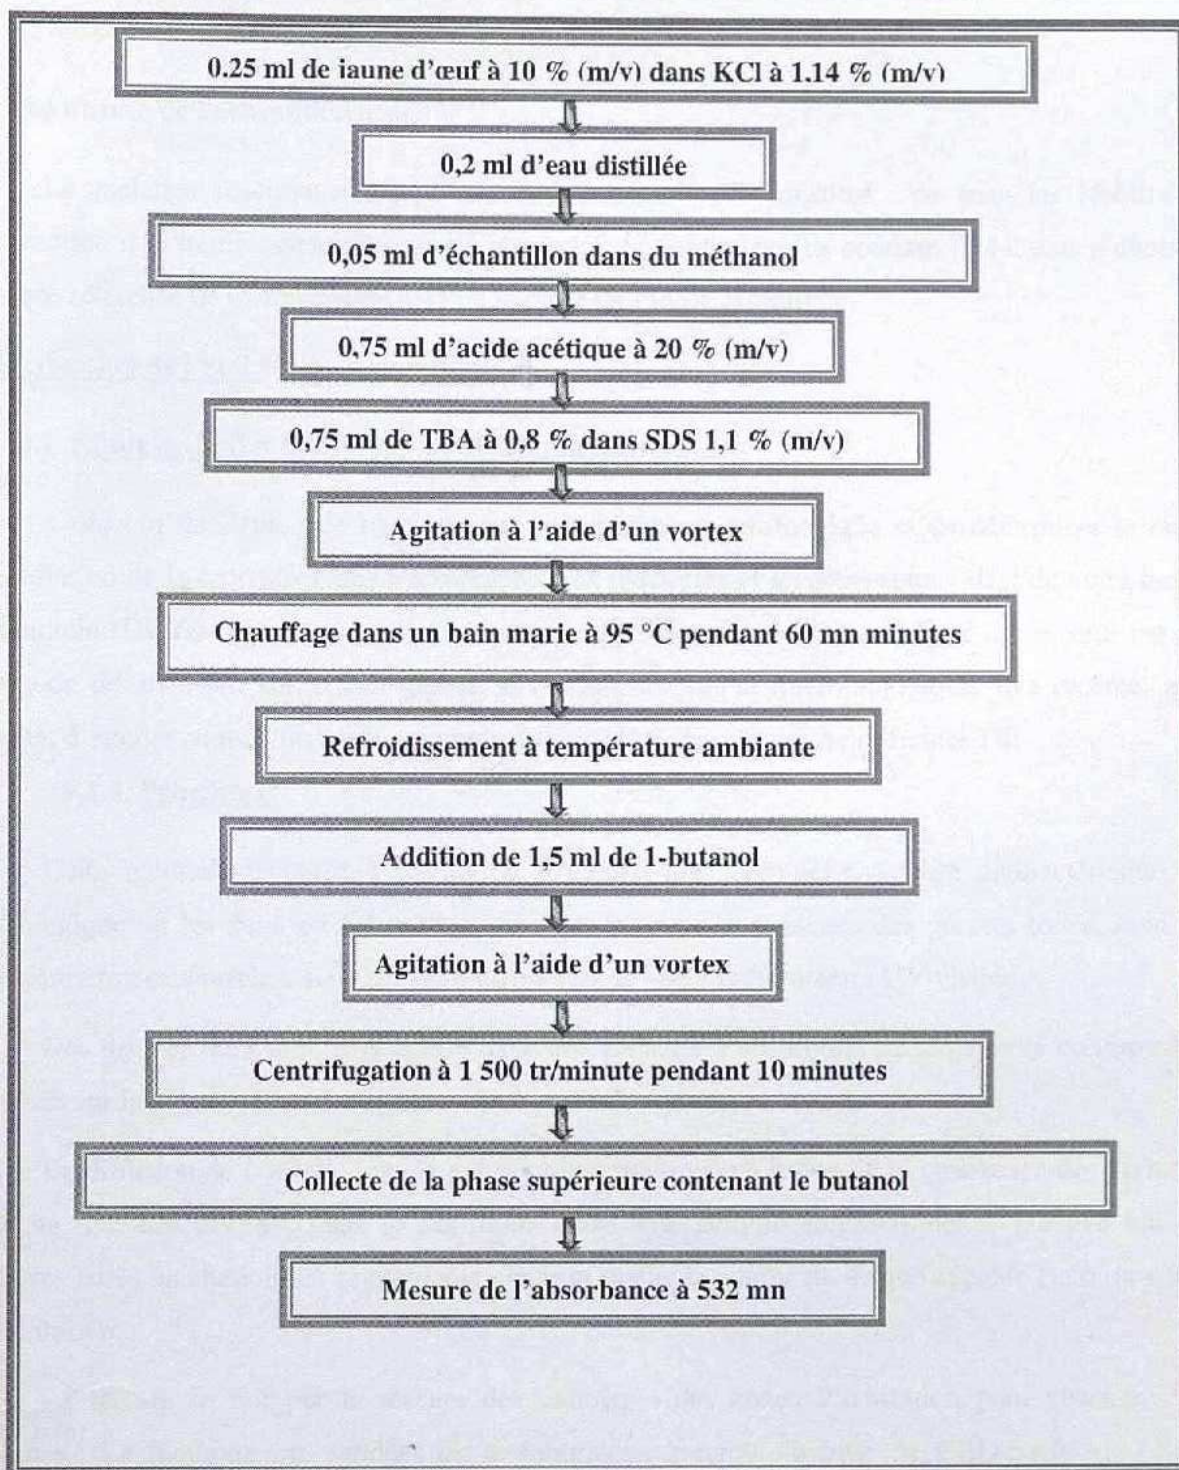 0.25 ml de iaune d'œuf à 10 % (m/v) dans KCl à 1.14 % (m/v)
0,2 ml d'eau distillée
0,05 ml d'échantillon dans du méthanol
0,75 ml d'acide acétique à 20 % (m/v)
0,75 ml de TBA à 0,8 % dans SDS 1,1 % (m/v)
Agitation à l'aide d'un vortex
Chauffage dans un bain marie à 95 °C pendant 60 mn minutes
Refroidissement à température ambiante
Addition de 1,5 ml de 1-butanol
Agitation à l'aide d'un vortex
Centrifugation à 1 500 tr/minute pendant 10 minutes
Collecte de la phase supérieure contenant le butanol
Mesure de l'absorbance à 532 mn